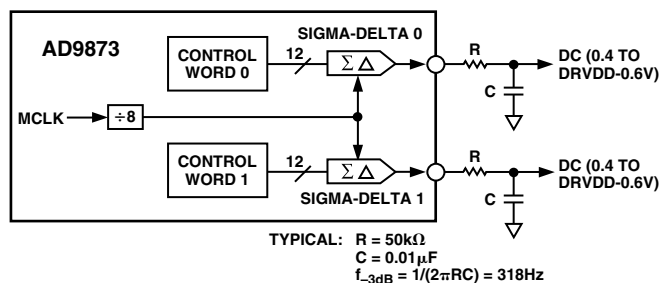 SIGMA-DELTA 0
AD9873
CONTROL
WORD 0
12
Σ Δ
R
C
DC (0.4 TO
DRVDD-0.6V)
MCLK
÷8
CONTROL
WORD 1
12
Σ Δ
SIGMA-DELTA 1
R
C
DC (0.4 TO
DRVDD-0.6V)
TYPICAL: R = 50kΩ
C = 0.01μF
f–3dB = 1/(2πRC) = 318Hz